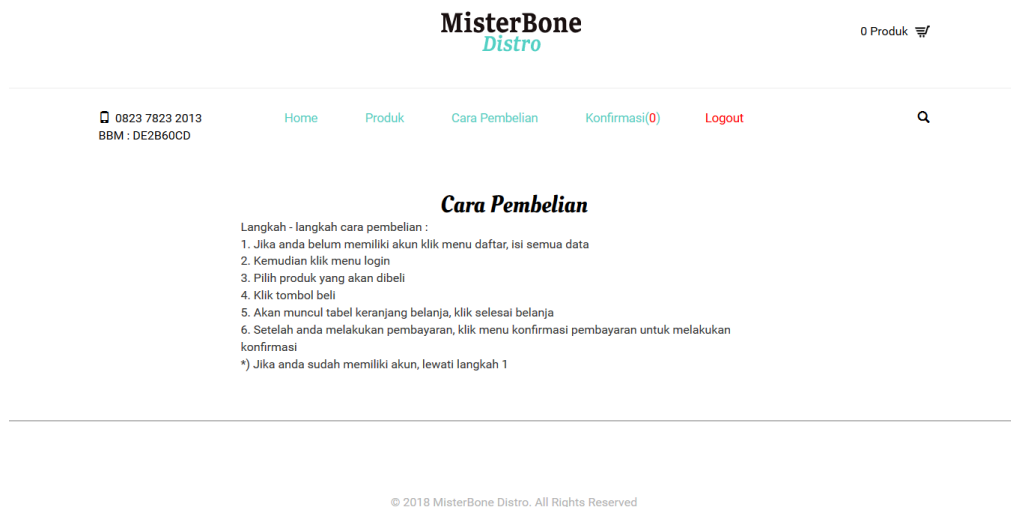 MisterBone
Distro
0 Produk
0823 7823 2013
BBM : DE2B60CD
Home
Produk
Cara Pembelian
Konfirmasi(0)
Logout
Cara Pembelian
Langkah - langkah cara pembelian :
1. Jika anda belum memiliki akun klik menu daftar, isi semua data
2. Kemudian klik menu login
3. Pilih produk yang akan dibeli
4. Klik tombol beli
5. Akan muncul tabel keranjang belanja, klik selesai belanja
6. Setelah anda melakukan pembayaran, klik menu konfirmasi pembayaran untuk melakukan
konfirmasi
*) Jika anda sudah memiliki akun, lewati langkah 1
© 2018 MisterBone Distro. All Rights Reserved